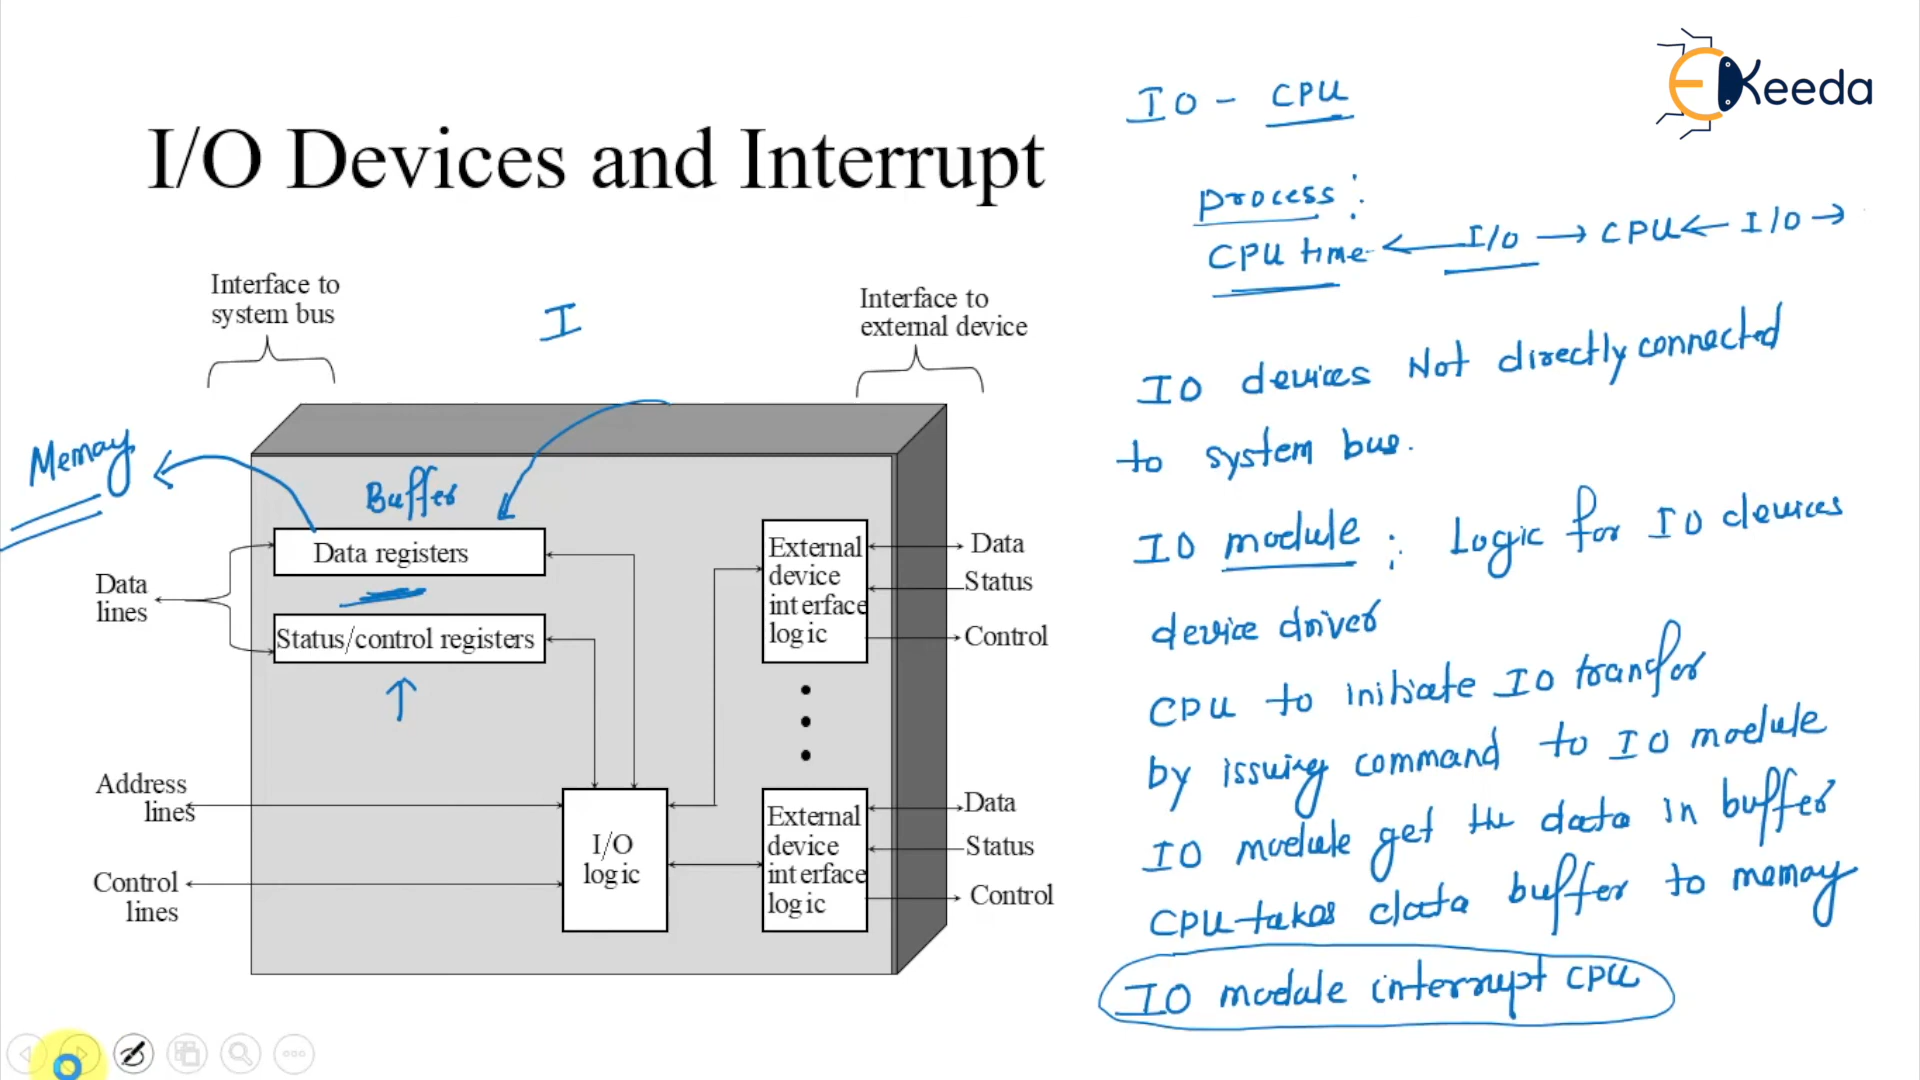 EKeeda
I/O Devices and Interrupt
Interface to
system bus
I
Interface to
external device
Memory
Buffer
Data registers
Data
lines
Status/control registers
Address
lines
Control
lines
I/O
logic
External
device
interface
logic
Data
Status
Control
External
device
interface
logic
Data
Status
Control
IO - CPU
process :
CPU time ← I/O → CPU ← I/O →
IO devices Not directly connected
to system bus.
IO module : Logic for IO devices
device driver
CPU to initiate IO transfer
by issuing command to IO module
IO module get the data in buffer
CPU takes data buffer to memory
IO module interrupt CPU